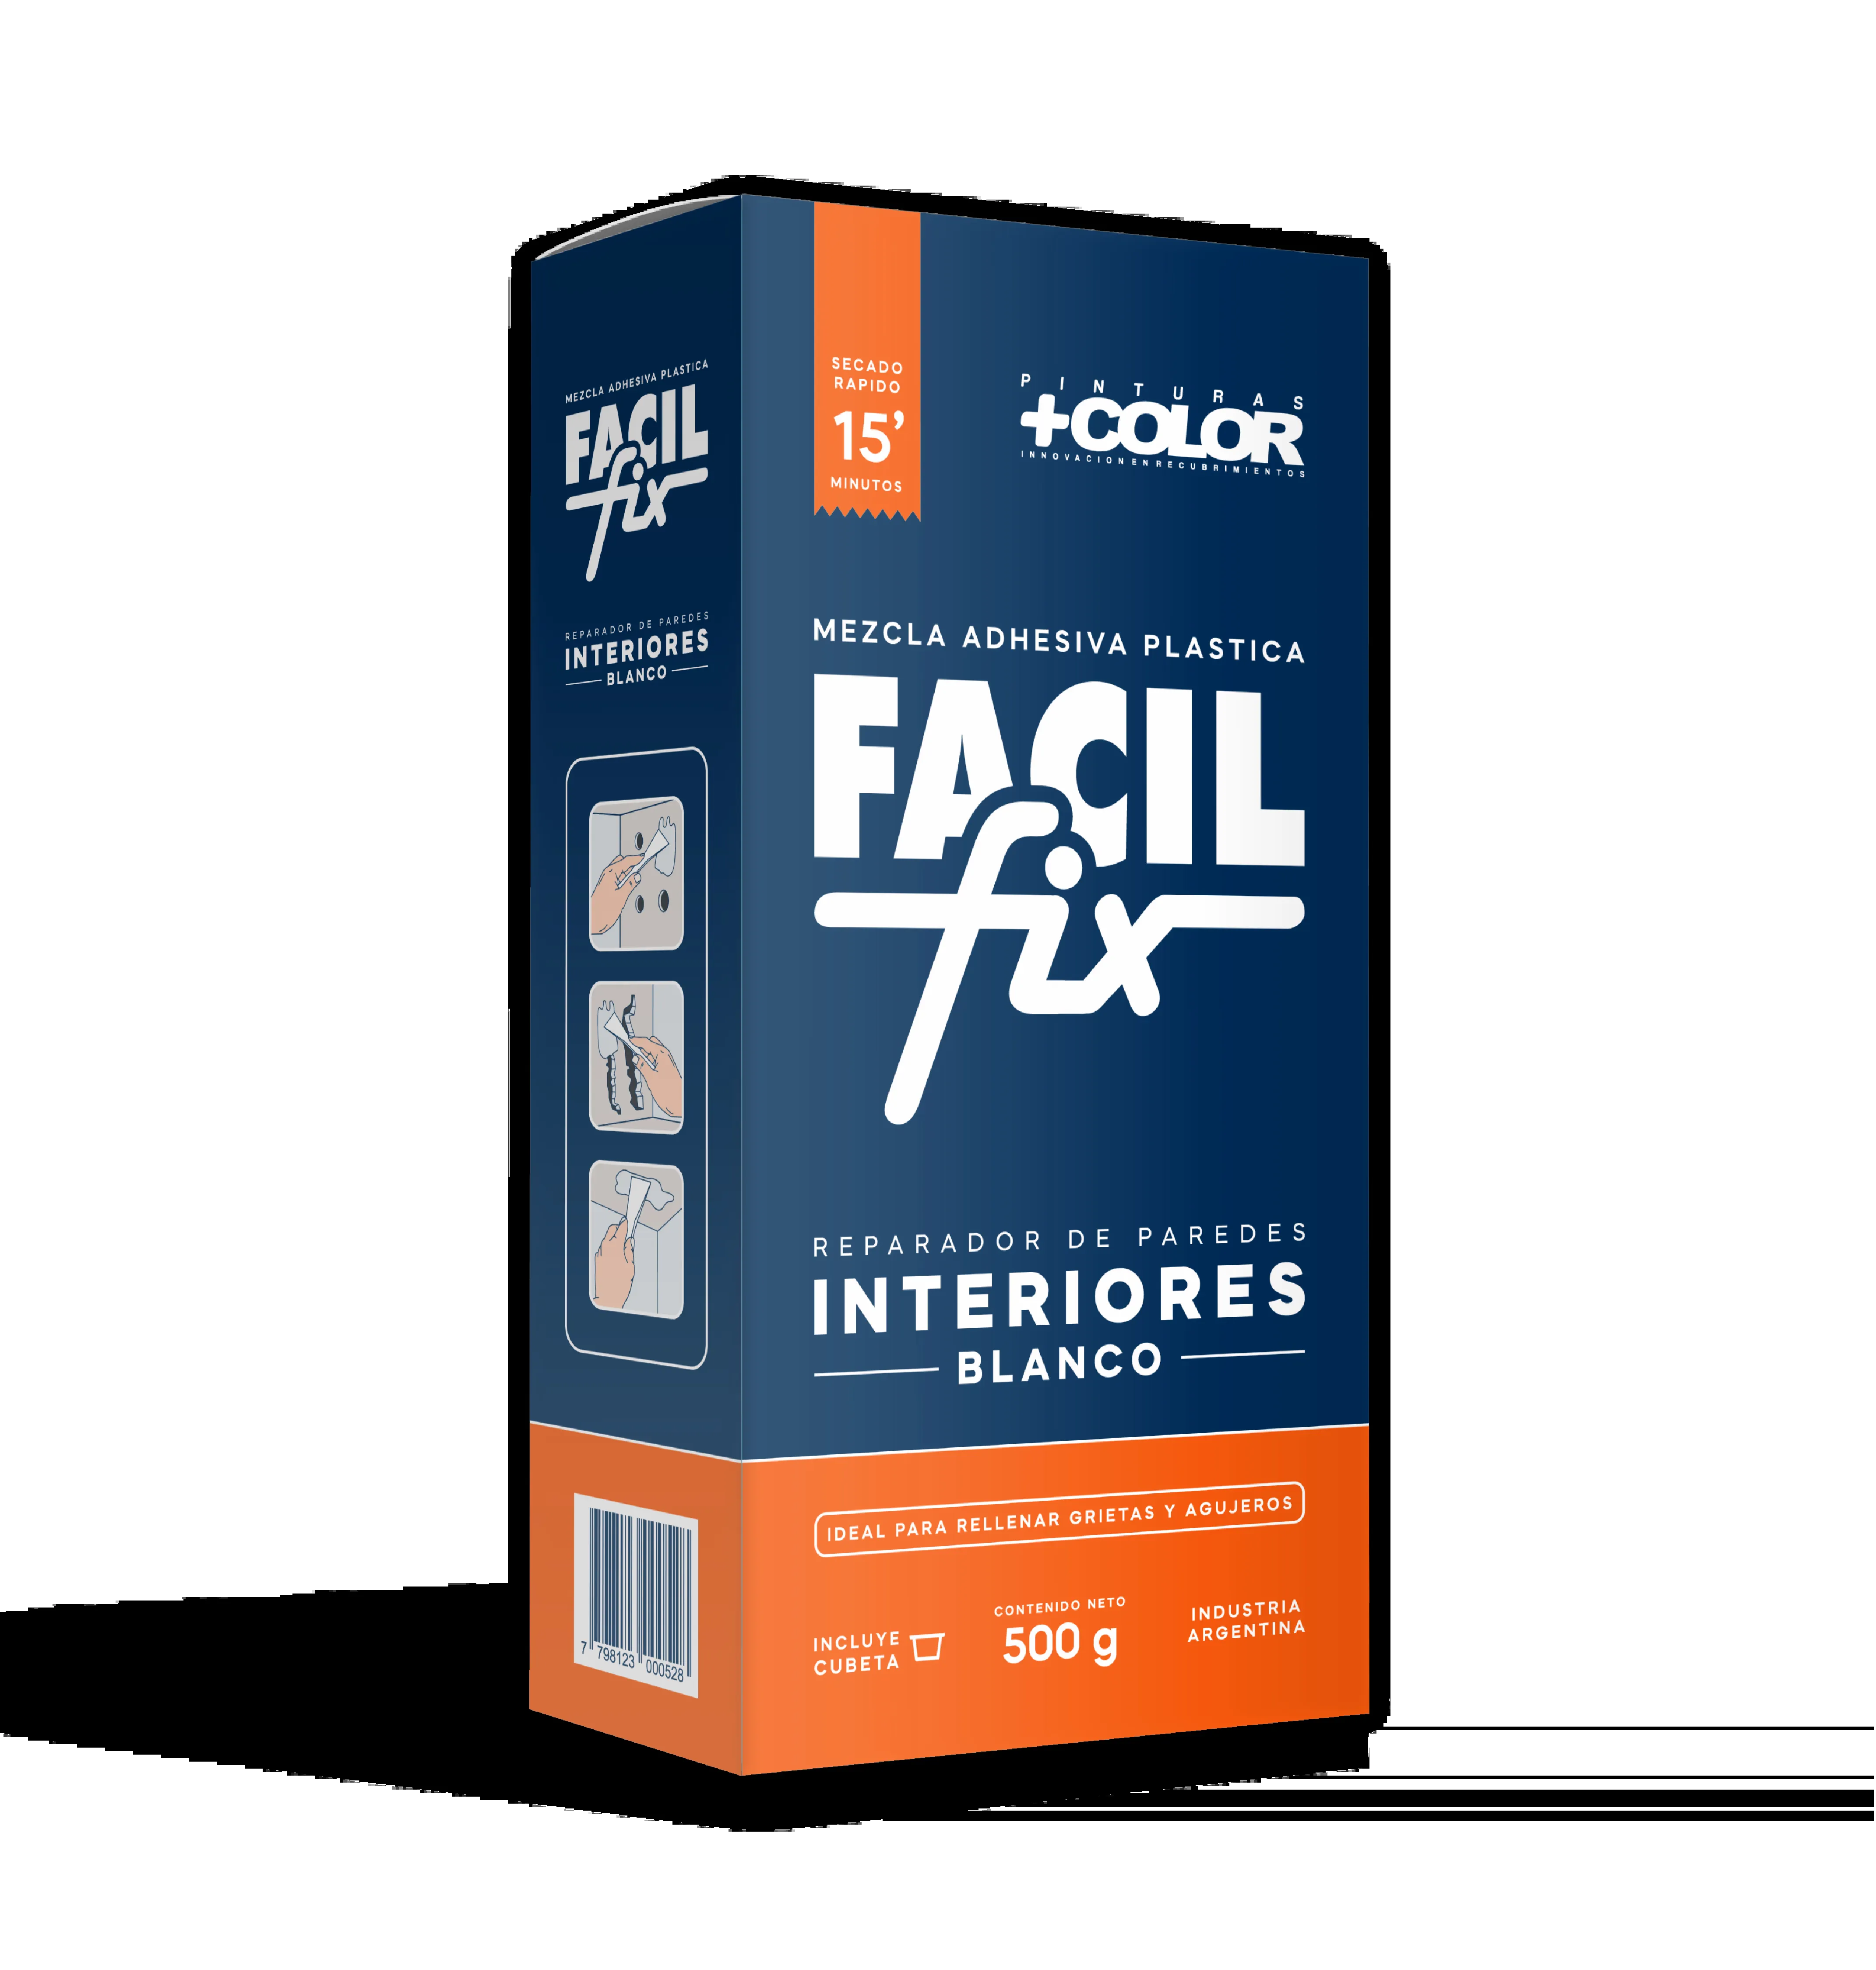 MEZCLA ADHESIVA PLASTICA
FACIL
fix
REPARADOR DE PAREDES
INTERIORES
BLANCO
7 798123 000528
SECADO
RAPIDO
15’
MINUTOS
PINTURAS
+COLOR
INNOVACION EN RECUBRIMIENTOS
MEZCLA ADHESIVA PLASTICA
FACIL
fix
REPARADOR DE PAREDES
INTERIORES
BLANCO
IDEAL PARA RELLENAR GRIETAS Y AGUJEROS
INCLUYE
CUBETA
CONTENIDO NETO
500 g
INDUSTRIA
ARGENTINA